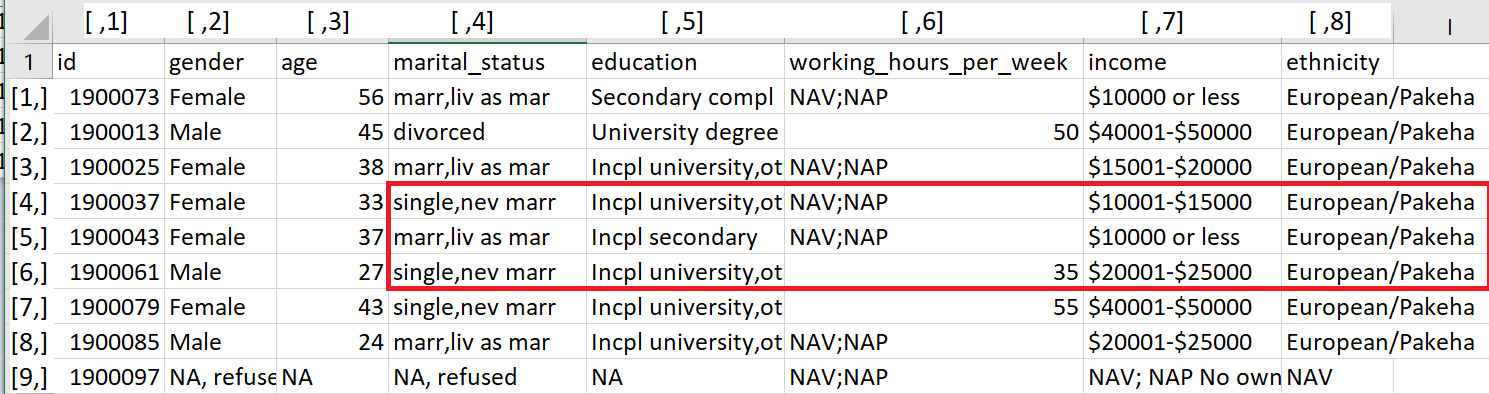 [ ,1] [ ,2] [ ,3] [ ,4] [ ,5] [ ,6] [ ,7] [ ,8] I
1 id gender age marital_status education working_hours_per_week income ethnicity
[1,] 1900073 Female 56 marr,liv as mar Secondary compl NAV;NAP $10000 or less European/Pakeha
[2,] 1900013 Male 45 divorced University degree 50 $40001-$50000 European/Pakeha
[3,] 1900025 Female 38 marr,liv as mar Incpl university,ot NAV;NAP $15001-$20000 European/Pakeha
[4,] 1900037 Female 33 single,nev marr Incpl university,ot NAV;NAP $10001-$15000 European/Pakeha
[5,] 1900043 Female 37 marr,liv as mar Incpl secondary NAV;NAP $10000 or less European/Pakeha
[6,] 1900061 Male 27 single,nev marr Incpl university,ot 35 $20001-$25000 European/Pakeha
[7,] 1900079 Female 43 single,nev marr Incpl university,ot 55 $40001-$50000 European/Pakeha
[8,] 1900085 Male 24 marr,liv as mar Incpl university,ot NAV;NAP $20001-$25000 European/Pakeha
[9,] 1900097 NA, refuse NA NA, refused NA NAV;NAP NAV; NAP No own NAV